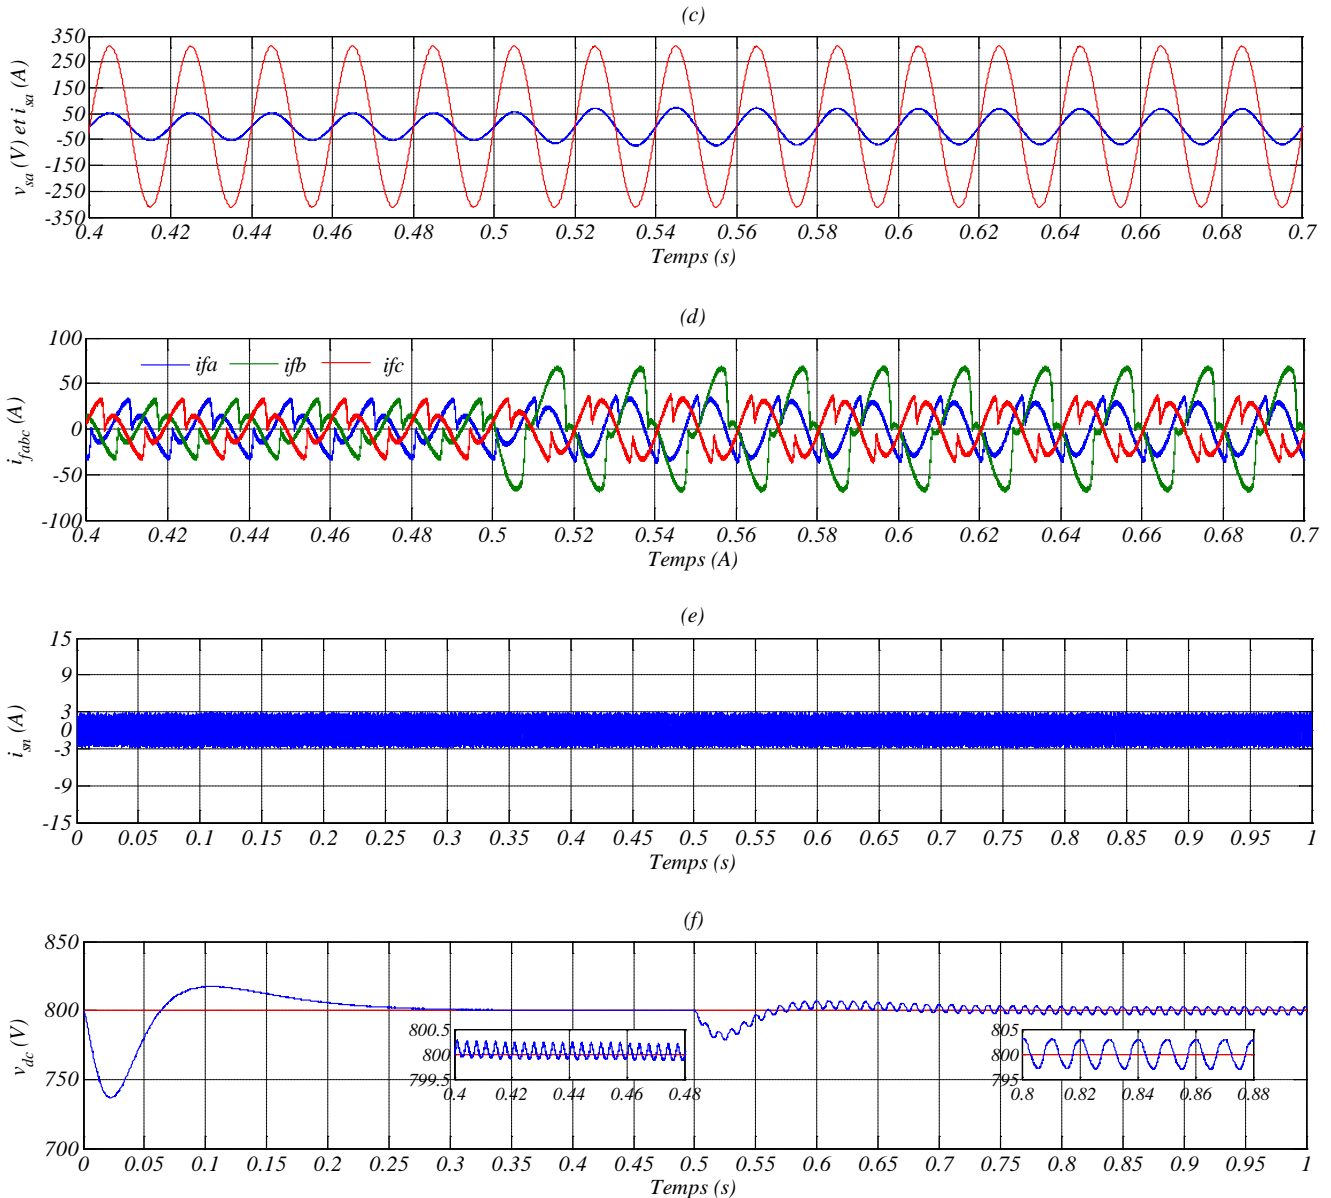 (c)
v_sa (V) et i_sa (A)
350
250
150
50
-50
-150
-250
-350
0.4 0.42 0.44 0.46 0.48 0.5 0.52 0.54 0.56 0.58 0.6 0.62 0.64 0.66 0.68 0.7
Temps (s)
(d)
i_fabc (A)
100
50
0
-50
-100
ifa ifb ifc
0.4 0.42 0.44 0.46 0.48 0.5 0.52 0.54 0.56 0.58 0.6 0.62 0.64 0.66 0.68 0.7
Temps (A)
(e)
i_sn (A)
15
9
3
0
-3
-9
-15
0 0.05 0.1 0.15 0.2 0.25 0.3 0.35 0.4 0.45 0.5 0.55 0.6 0.65 0.7 0.75 0.8 0.85 0.9 0.95 1
Temps (s)
(f)
v_dc (V)
850
800
750
700
800.5
800
799.5
0.4 0.42 0.44 0.46 0.48
805
800
795
0.8 0.82 0.84 0.86 0.88
0 0.05 0.1 0.15 0.2 0.25 0.3 0.35 0.4 0.45 0.5 0.55 0.6 0.65 0.7 0.75 0.8 0.85 0.9 0.95 1
Temps (s)